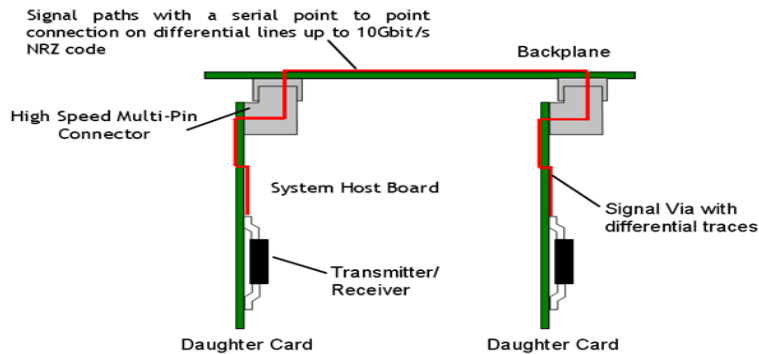 Signal paths with a serial point to point
connection on differential lines up to 10Gbit/s
NRZ code
Backplane
High Speed Multi-Pin
Connector
System Host Board
Signal Via with
differential traces
Transmitter/
Receiver
Daughter Card
Daughter Card